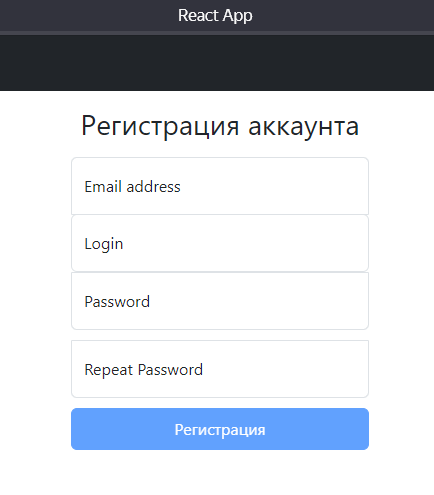 React App
Регистрация аккаунта
Email address
Login
Password
Repeat Password
Регистрация